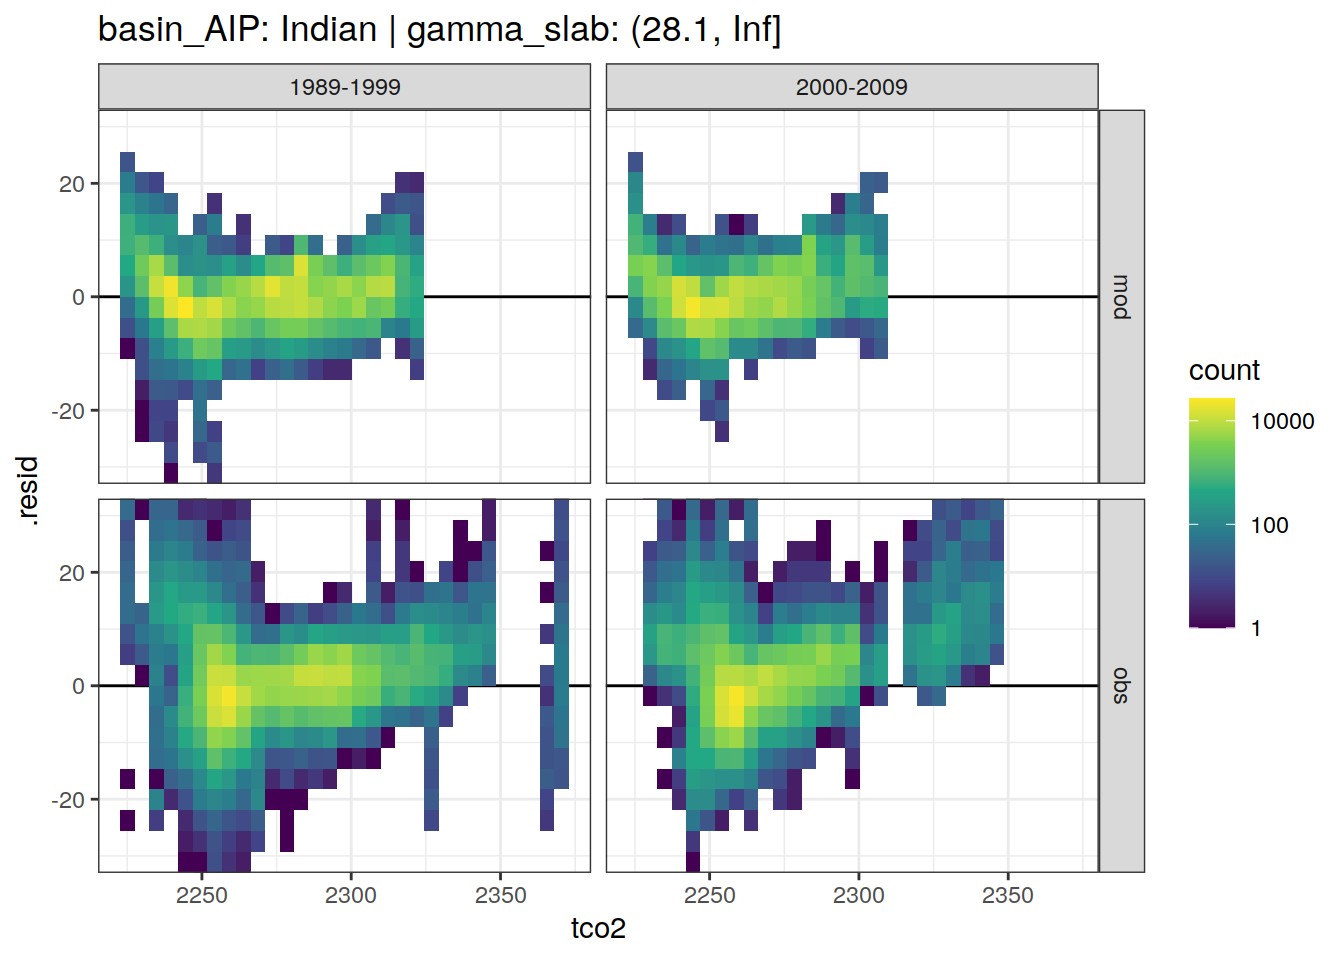 basin_AIP: Indian | gamma_slab: (28.1, Inf]
1989-1999
2000-2009
20
0
-20
mod
20
0
-20
obs
.resid
2250
2300
2350
2250
2300
2350
tco2
count
10000
100
1